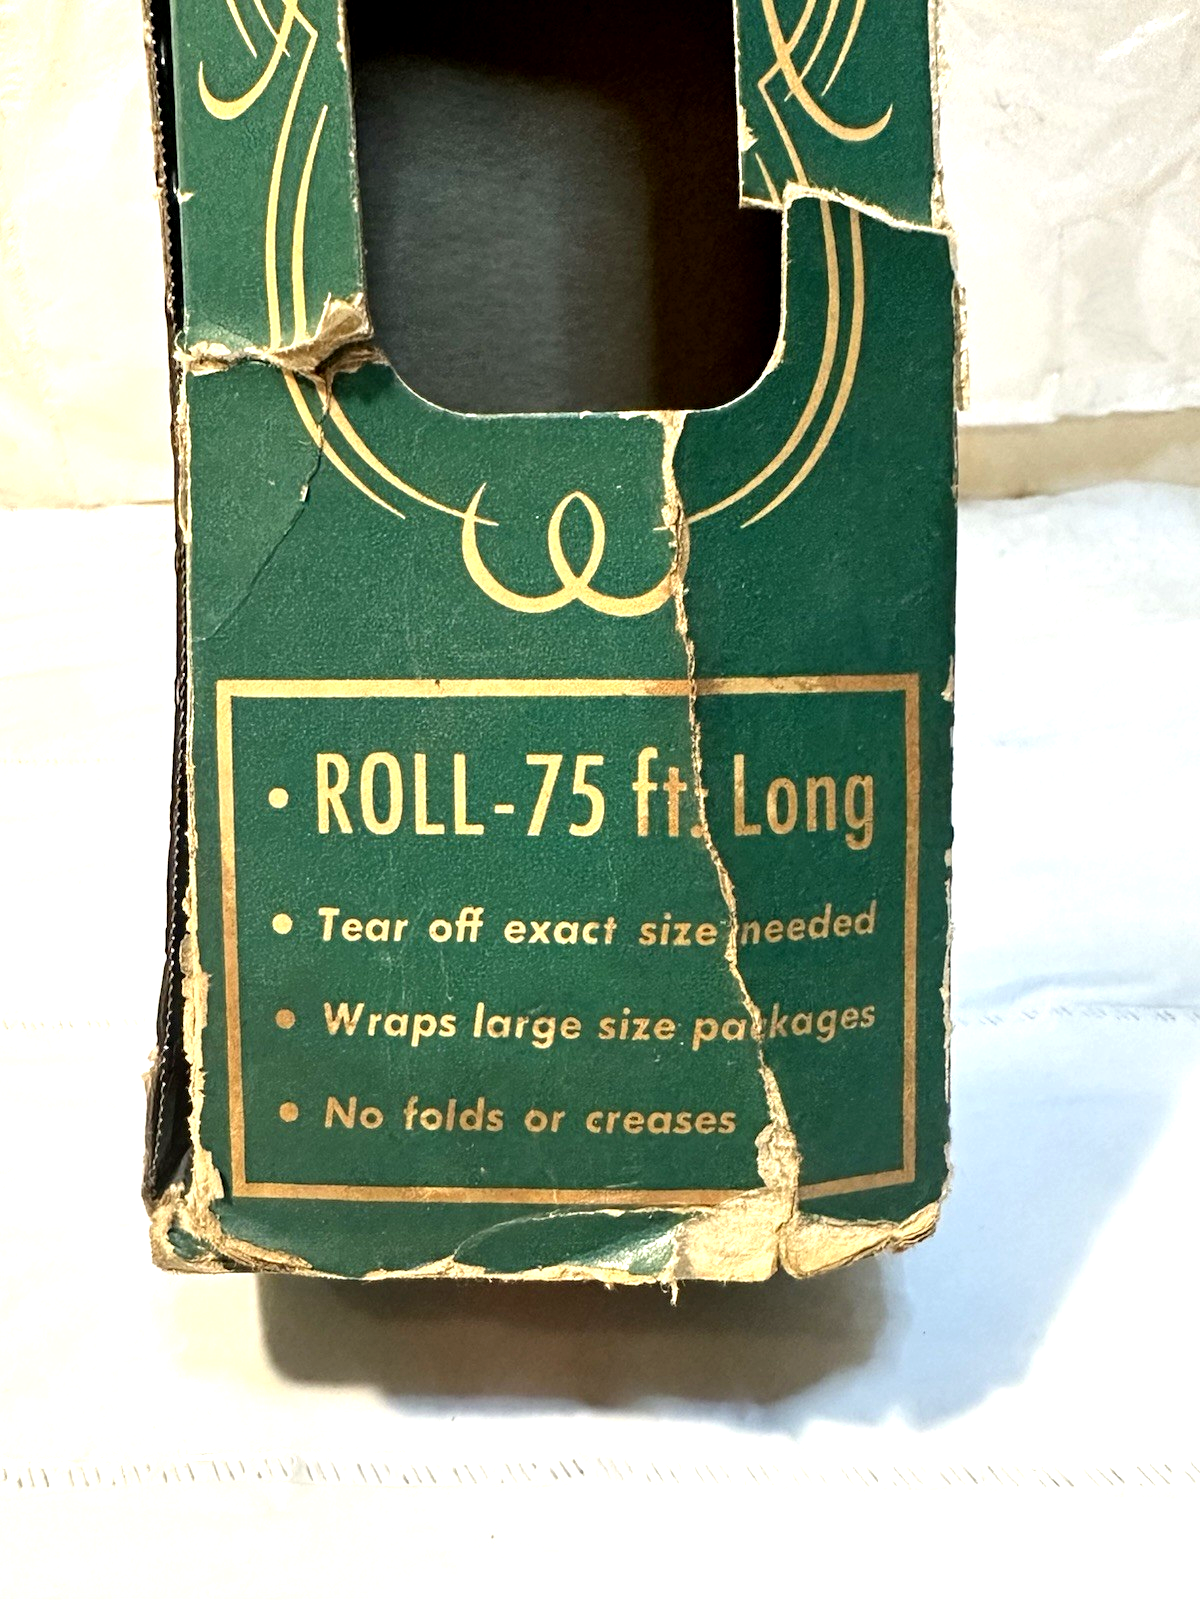 • ROLL-75 ft. Long
• Tear off exact size needed
• Wraps large size packages
• No folds or creases